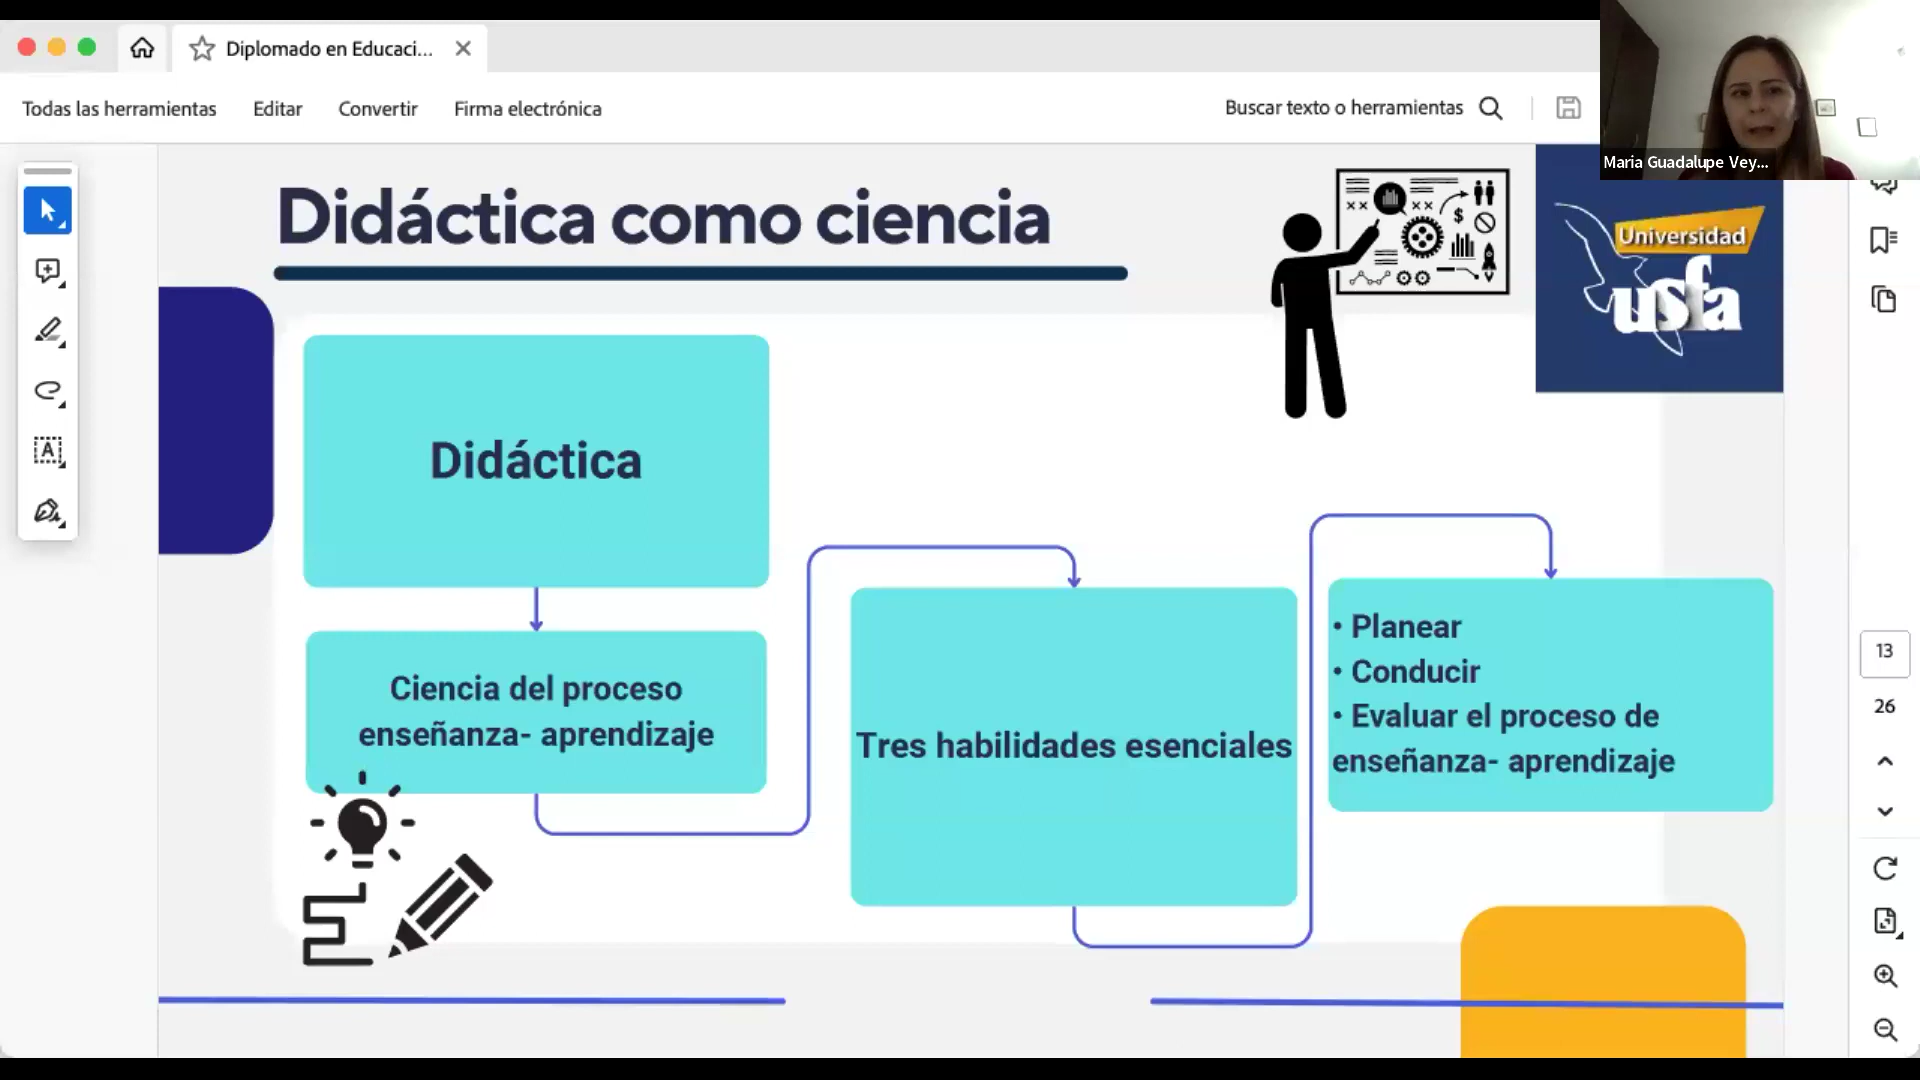 Diplomado en Educaci...
Todas las herramientas
Editar
Convertir
Firma electrónica
Buscar texto o herramientas
Maria Guadalupe Vey...
Didáctica como ciencia
Universidad
usfa
Didáctica
Ciencia del proceso
enseñanza- aprendizaje
Tres habilidades esenciales
• Planear
• Conducir
• Evaluar el proceso de
enseñanza- aprendizaje
13
26